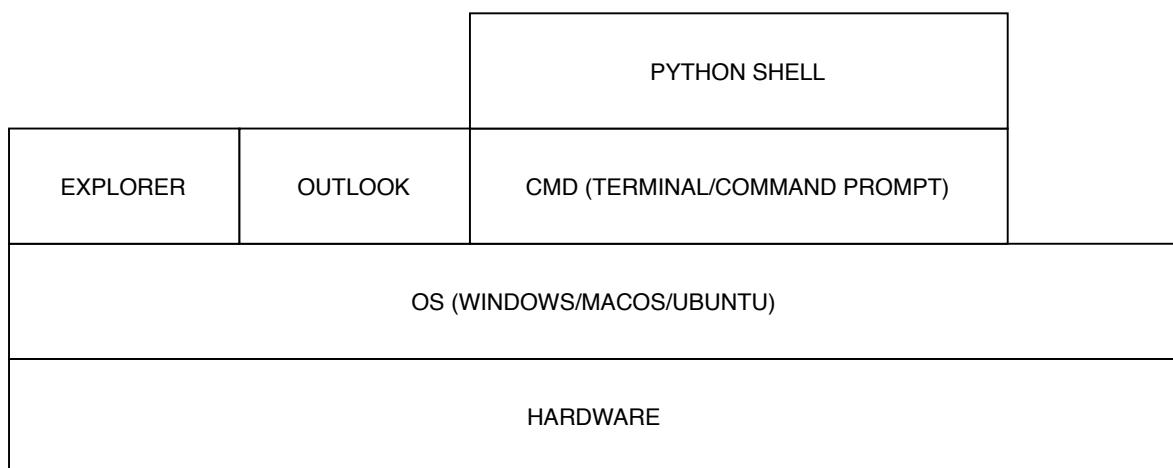 PYTHON SHELL
EXPLORER
OUTLOOK
CMD (TERMINAL/COMMAND PROMPT)
OS (WINDOWS/MACOS/UBUNTU)
HARDWARE